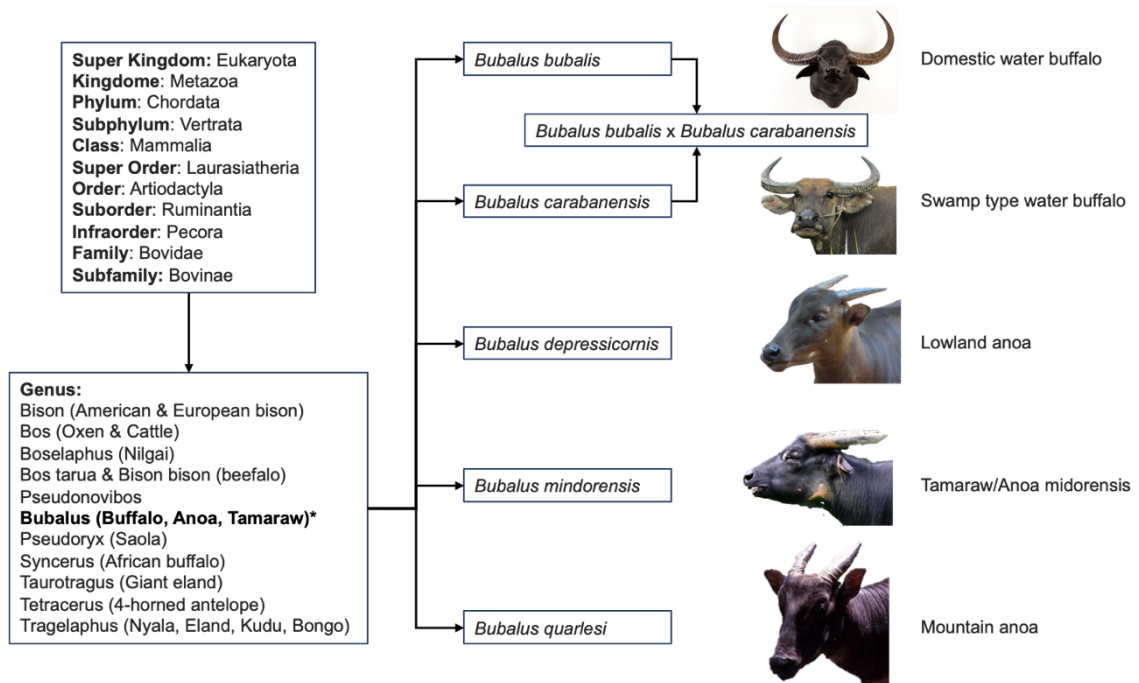 Super Kingdom: Eukaryota
Kingdome: Metazoa
Phylum: Chordata
Subphylum: Vertrata
Class: Mammalia
Super Order: Laurasiatheria
Order: Artiodactyla
Suborder: Ruminantia
Infraorder: Pecora
Family: Bovidae
Subfamily: Bovinae
Genus:
Bison (American & European bison)
Bos (Oxen & Cattle)
Boselaphus (Nilgai)
Bos tarua & Bison bison (beefalo)
Pseudonovibos
Bubalus (Buffalo, Anoa, Tamaraw)*
Pseudoryx (Saola)
Syncerus (African buffalo)
Taurotragus (Giant eland)
Tetracerus (4-horned antelope)
Tragelaphus (Nyala, Eland, Kudu, Bongo)
Bubalus bubalis
Domestic water buffalo
Bubalus bubalis x Bubalus carabanensis
Bubalus carabanensis
Swamp type water buffalo
Bubalus depressicornis
Lowland anoa
Bubalus mindorensis
Tamaraw/Anoa midorensis
Bubalus quarlesi
Mountain anoa